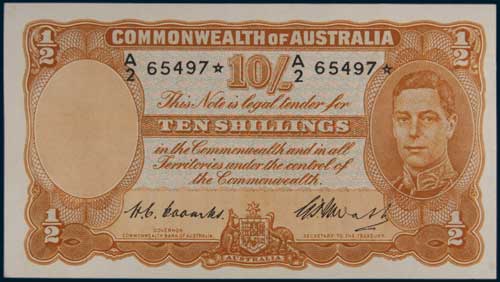 COMMONWEALTH OF AUSTRALIA
1/2
A/2 65497☆ 10/- A/2 65497☆
This Note is legal tender for
TEN SHILLINGS
in the Commonwealth and in all
Territories under the control of
the Commonwealth.
H.C. Coombs.
GOVERNOR
COMMONWEALTH BANK OF AUSTRALIA.
SECRETARY TO THE TREASURY.
1/2
AUSTRALIA
1/2
1/2